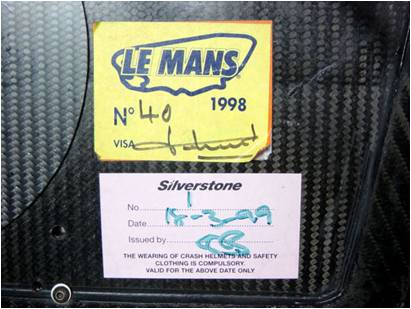 LE MANS
Nº 40 1998
VISA
Silverstone
No. 1
Date 18-3-99
Issued by
THE WEARING OF CRASH HELMETS AND SAFETY
CLOTHING IS COMPULSORY.
VALID FOR THE ABOVE DATE ONLY